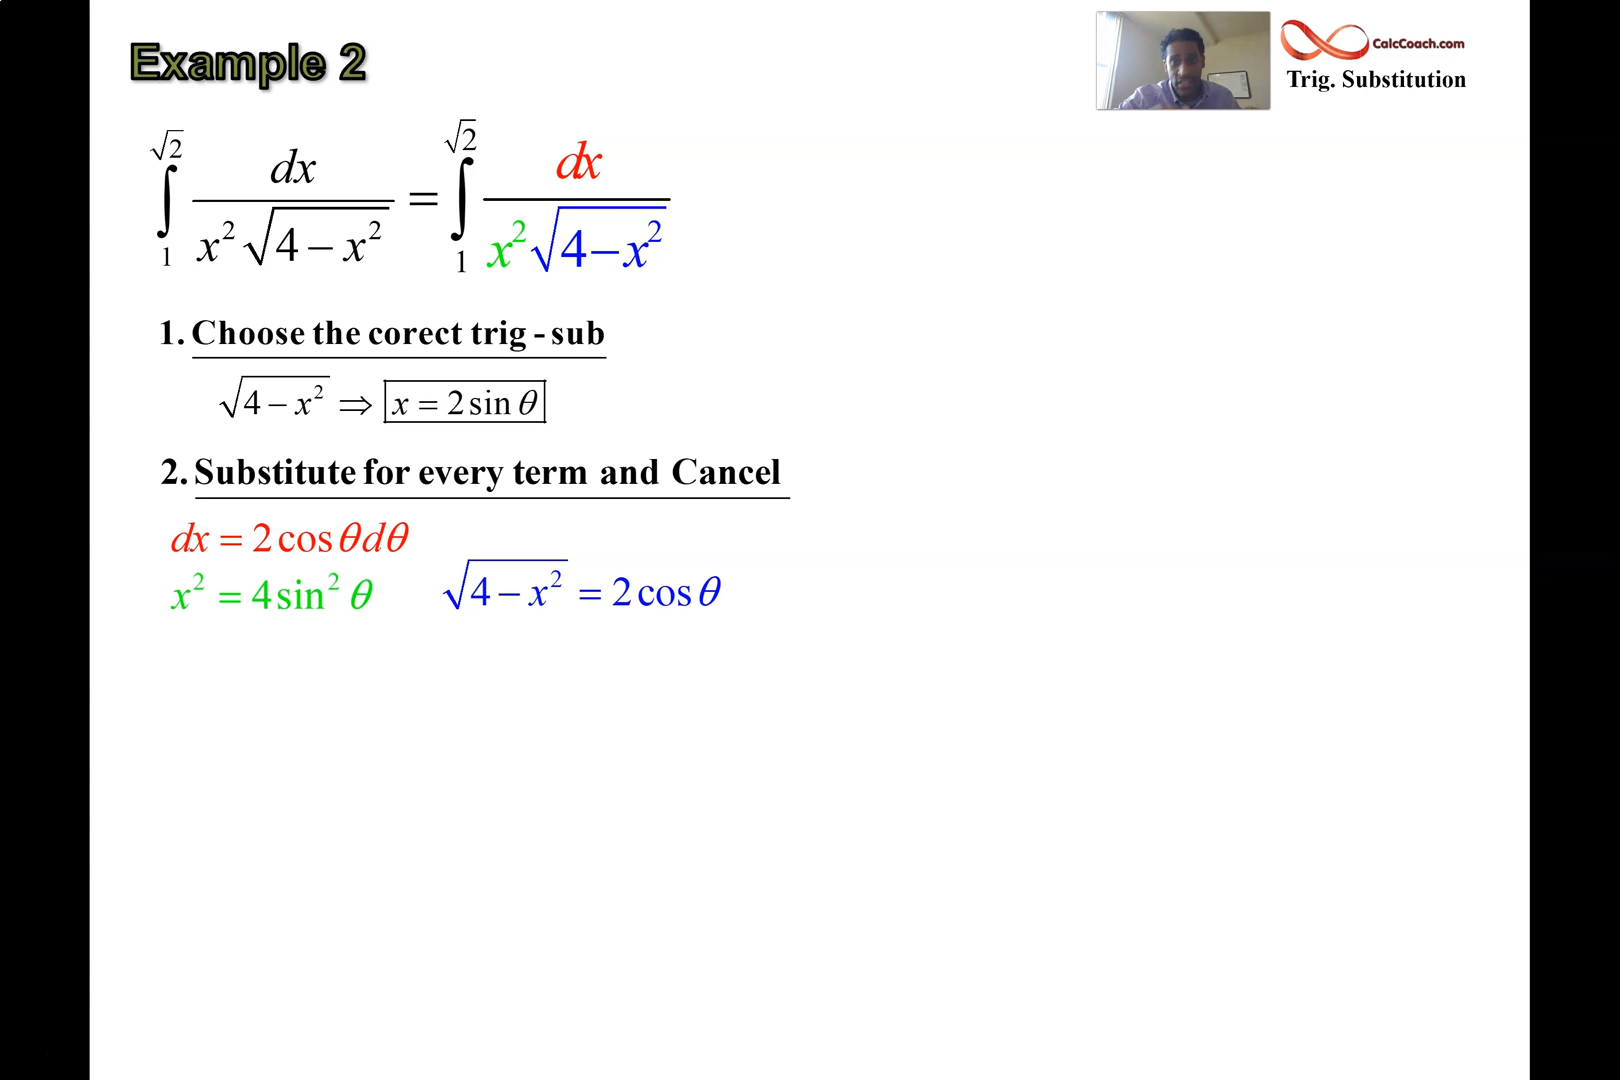 Example 2
CalcCoach.com
Trig. Substitution
∫₁^√2 dx / (x²√(4 − x²)) = ∫₁^√2 dx / (x²√(4−x²))
1. Choose the corect trig - sub
√(4 − x²) ⇒ x = 2 sin θ
2. Substitute for every term and Cancel
dx = 2 cos θ dθ
x² = 4 sin² θ √(4 − x²) = 2 cos θ